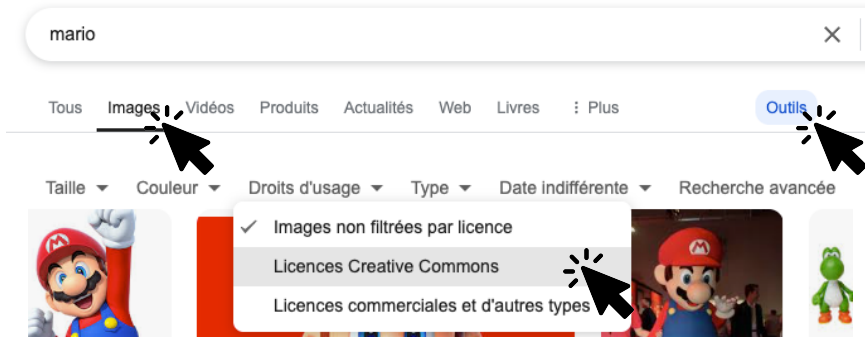 mario
Tous Images Vidéos Produits Actualités Web Livres Plus Outils
Taille Couleur Droits d'usage Type Date indifférente Recherche avancée
Images non filtrées par licence
Licences Creative Commons
Licences commerciales et d'autres types